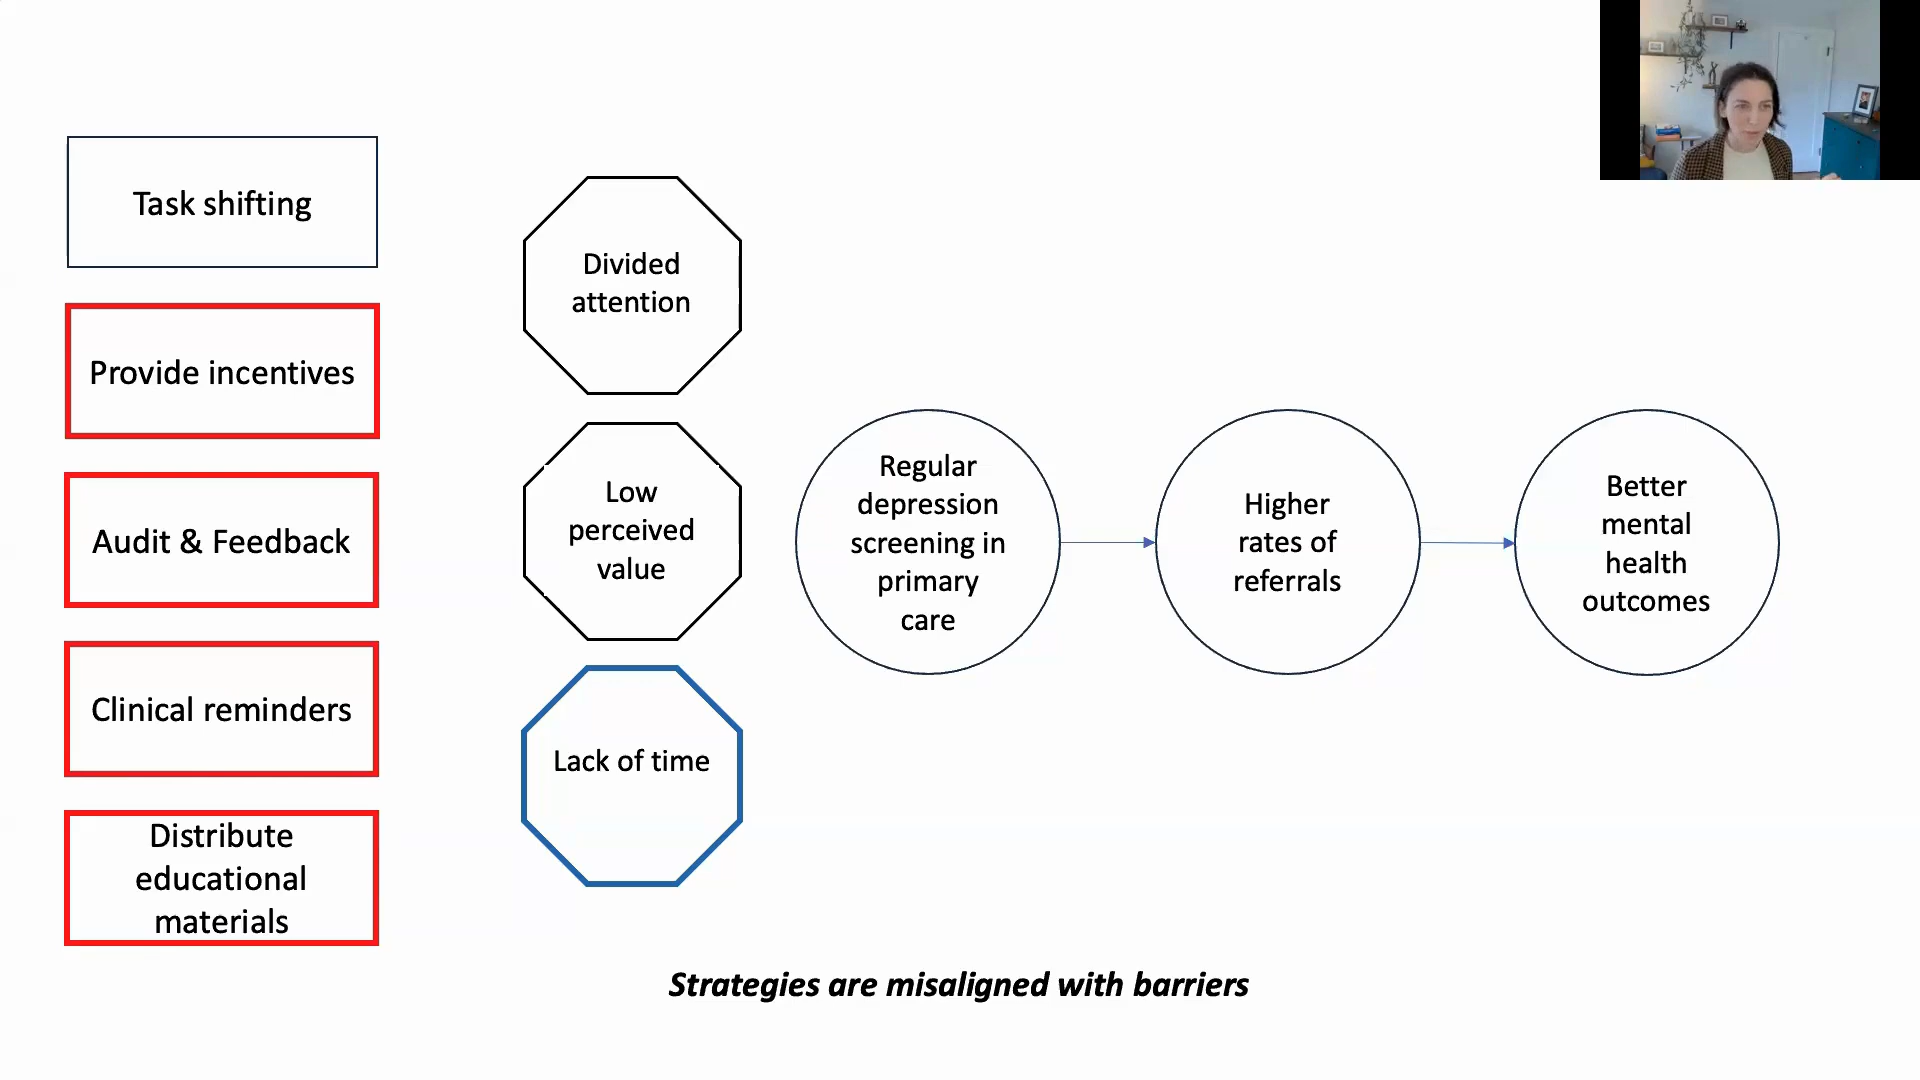 Task shifting
Provide incentives
Audit & Feedback
Clinical reminders
Distribute
educational
materials
Divided
attention
Low
perceived
value
Lack of time
Regular
depression
screening in
primary
care
Higher
rates of
referrals
Better
mental
health
outcomes
Strategies are misaligned with barriers